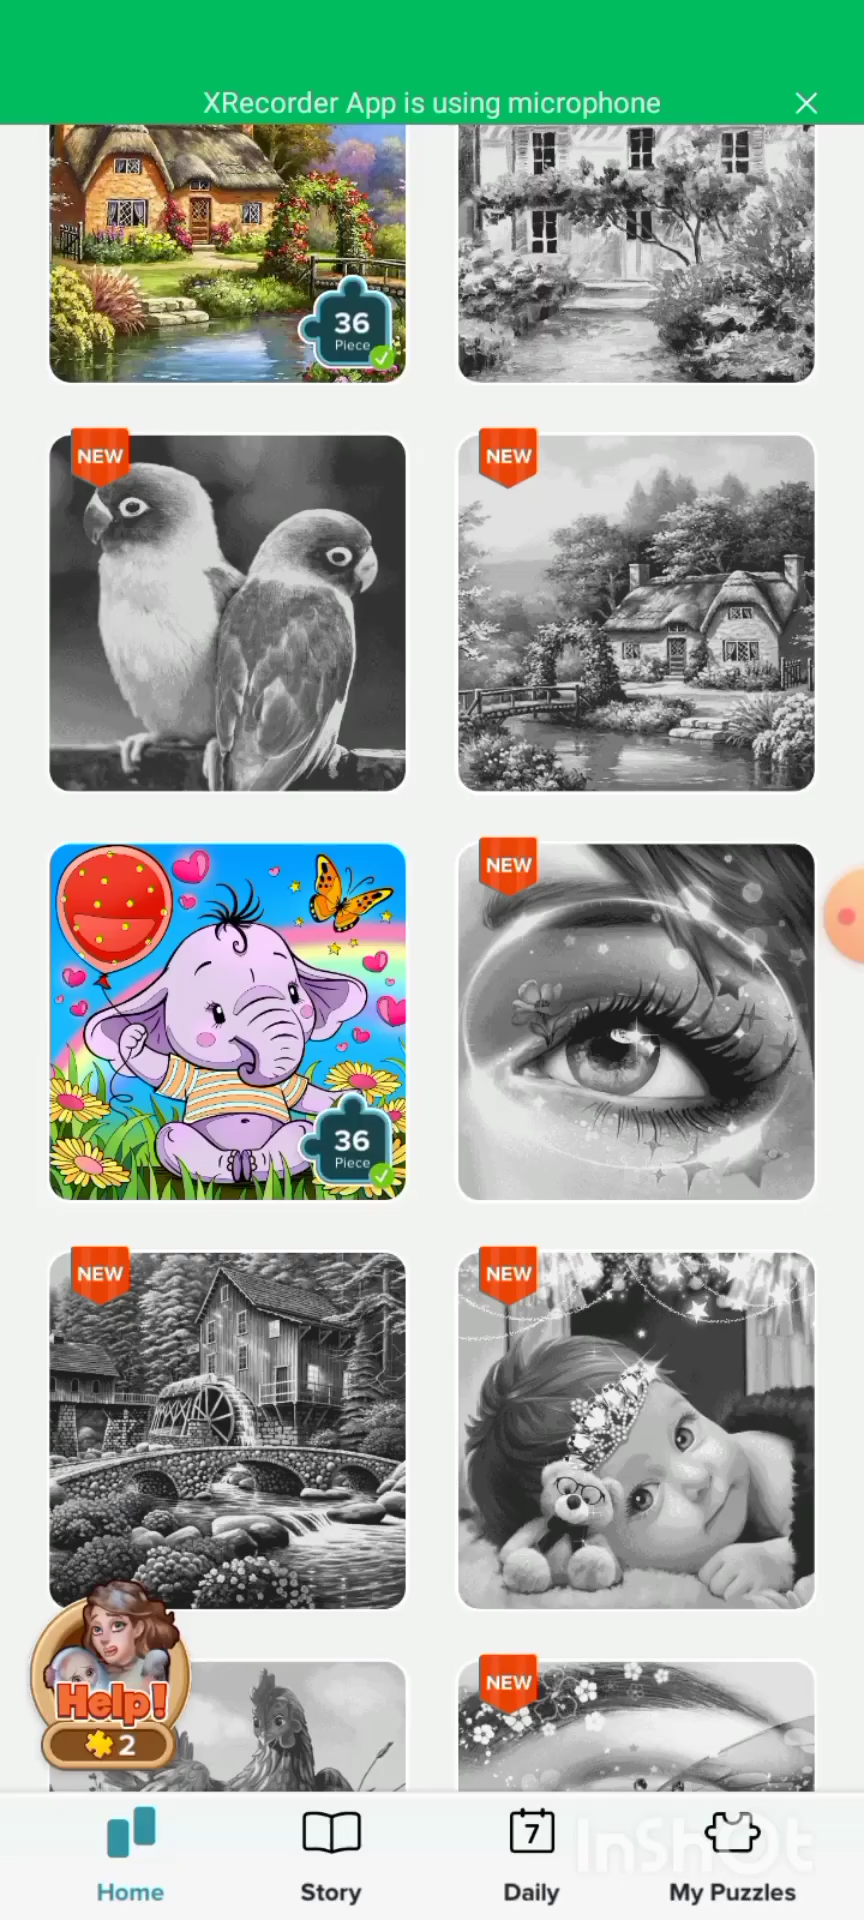 XRecorder App is using microphone
36
Piece
NEW
NEW
36
Piece
NEW
NEW
NEW
NEW
Help!
2
7
InShOt
Home
Story
Daily
My Puzzles